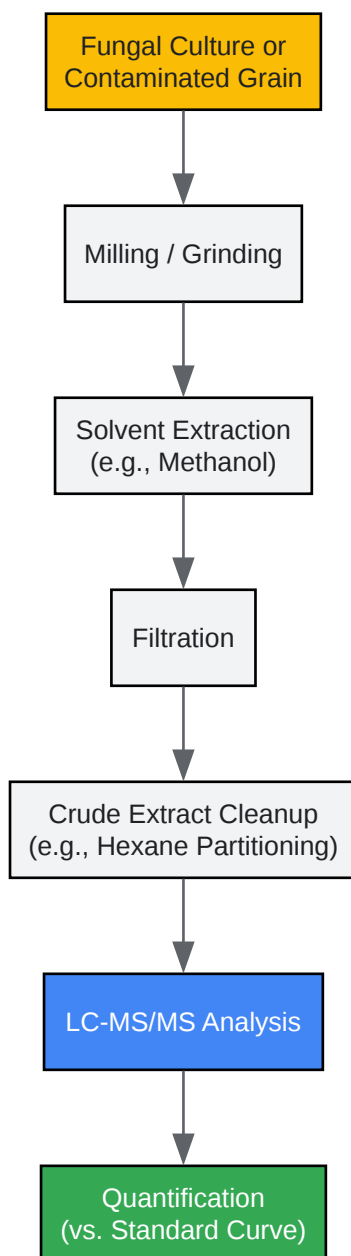 Fungal Culture or
Contaminated Grain
Milling / Grinding
Solvent Extraction
(e.g., Methanol)
Filtration
Crude Extract Cleanup
(e.g., Hexane Partitioning)
LC-MS/MS Analysis
Quantification
(vs. Standard Curve)